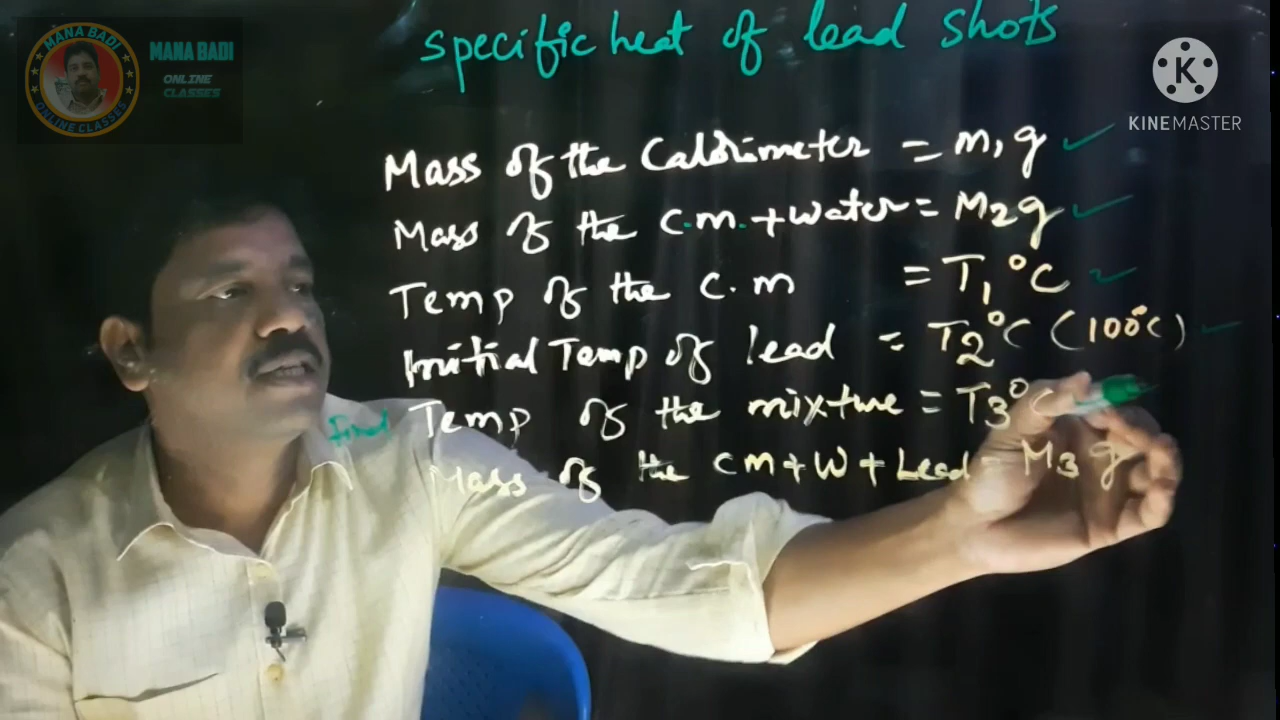 specific heat of lead shots
MANA BADI
ONLINE CLASSES
MANA BADI
ONLINE
CLASSES
K
KINEMASTER
Mass of the Calorimeter = m1 g ✓
Mass of the c.m. + water = M2 g ✓
Temp of the c.m = T1°C ✓
Initial Temp of lead = T2°C (100°C) ✓
final Temp of the mixture = T3°C
Mass of the cm + W + Lead = M3 g